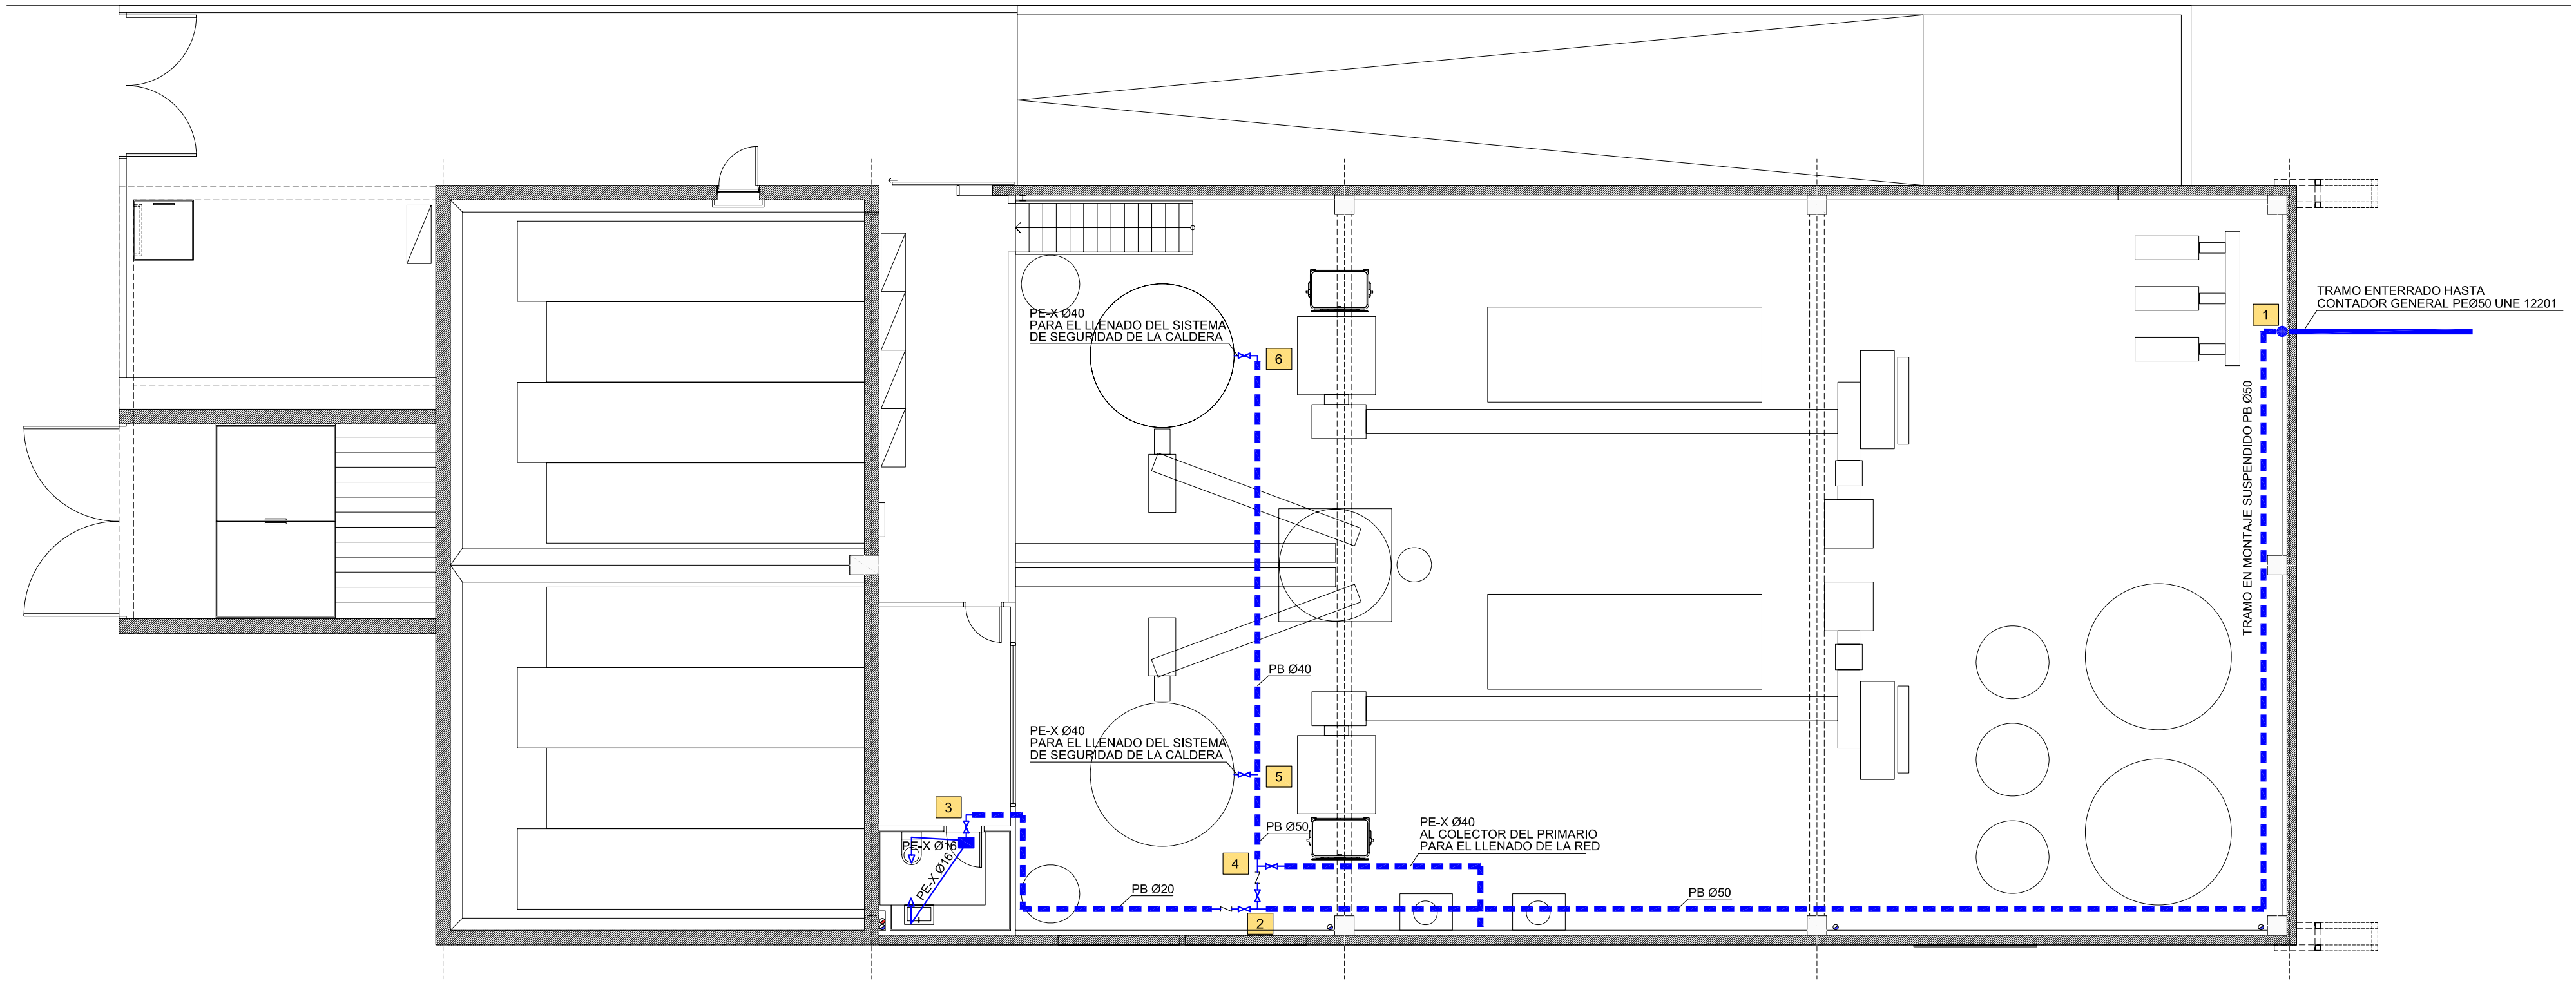 TRAMO ENTERRADO HASTA
CONTADOR GENERAL PEØ50 UNE 12201
1
PE-X Ø40
PARA EL LLENADO DEL SISTEMA
DE SEGURIDAD DE LA CALDERA
6
TRAMO EN MONTAJE SUSPENDIDO PB Ø50
PB Ø40
PE-X Ø40
PARA EL LLENADO DEL SISTEMA
DE SEGURIDAD DE LA CALDERA
5
3
PB Ø50
PE-X Ø40
AL COLECTOR DEL PRIMARIO
PARA EL LLENADO DE LA RED
PE-X Ø16
PE-X Ø16
4
PB Ø20
PB Ø50
2